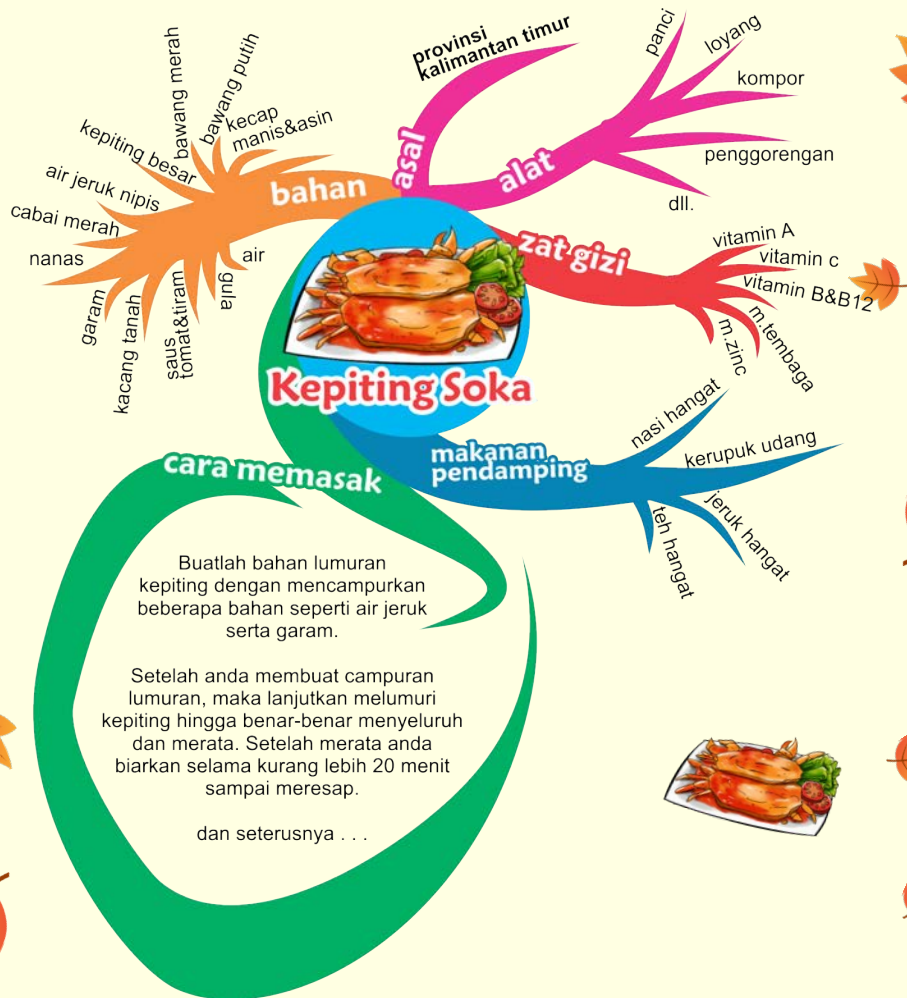 Kepiting Soka
asal
provinsi
kalimantan timur
alat
panci
loyang
kompor
penggorengan
dll.
zat gizi
vitamin A
vitamin c
vitamin B&B12
m.tembaga
m.zinc
makanan
pendamping
nasi hangat
kerupuk udang
jeruk hangat
teh hangat
cara memasak
Buatlah bahan lumuran
kepiting dengan mencampurkan
beberapa bahan seperti air jeruk
serta garam.
Setelah anda membuat campuran
lumuran, maka lanjutkan melumuri
kepiting hingga benar-benar menyeluruh
dan merata. Setelah merata anda
biarkan selama kurang lebih 20 menit
sampai meresap.
dan seterusnya . . .
bahan
kecap
manis&asin
bawang putih
bawang merah
kepiting besar
air jeruk nipis
cabai merah
nanas
garam
kacang tanah
saus
tomat&tiram
gula
air